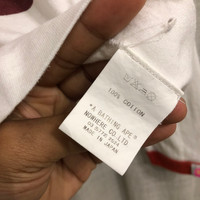 100% COTTON
"A BATHING APE"
NOWHERE CO.LTD.
MADE IN JAPAN